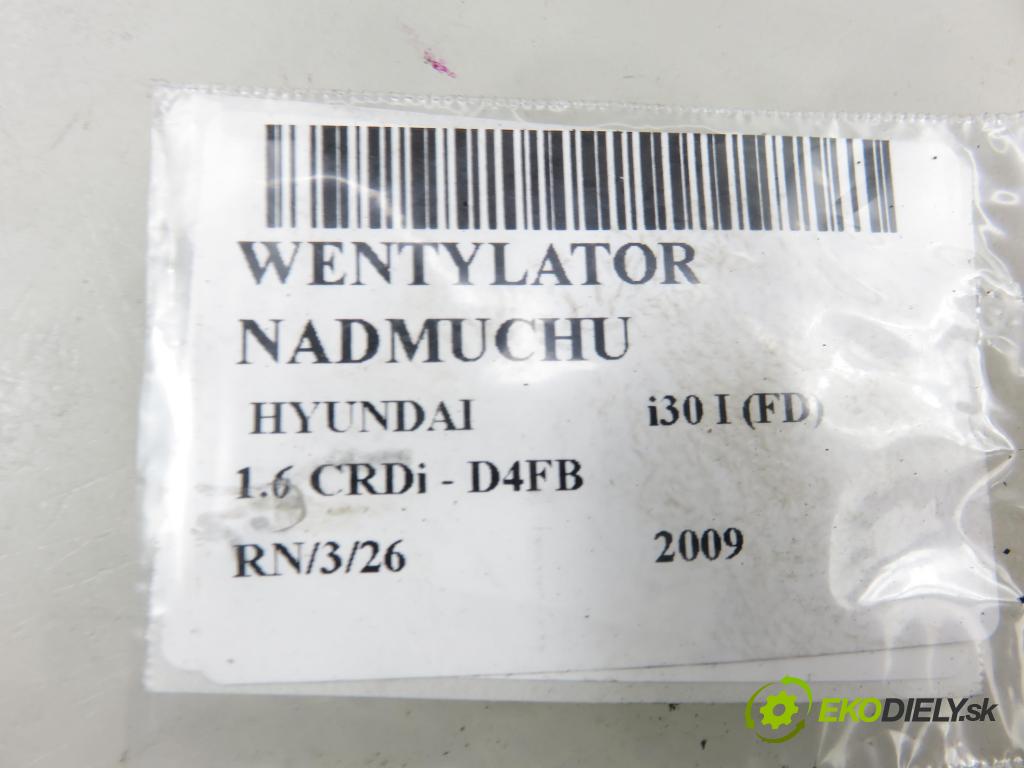 WENTYLATOR
NADMUCHU
HYUNDAI i30 I (FD)
1.6 CRDi - D4FB
RN/3/26 2009
EKODIELY.sk